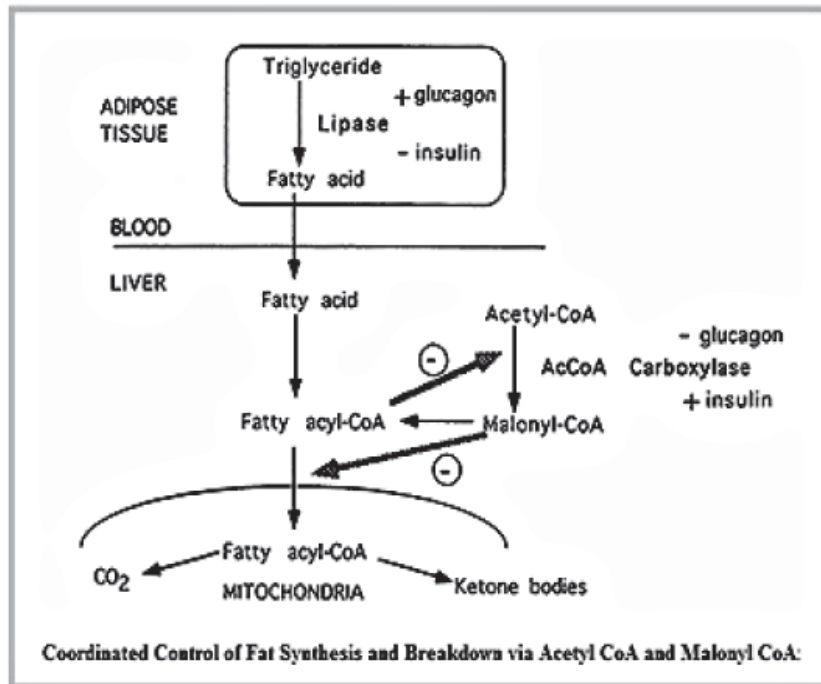 Triglyceride
+ glucagon
ADIPOSE
TISSUE
Lipase
- insulin
Fatty acid
BLOOD
LIVER
Fatty acid
Acetyl-CoA
- glucagon
-
AcCoA Carboxylase
+ insulin
Fatty acyl-CoA
Malonyl-CoA
-
Fatty acyl-CoA
CO2
MITOCHONDRIA
Ketone bodies
Coordinated Control of Fat Synthesis and Breakdown via Acetyl CoA and Malonyl CoA: